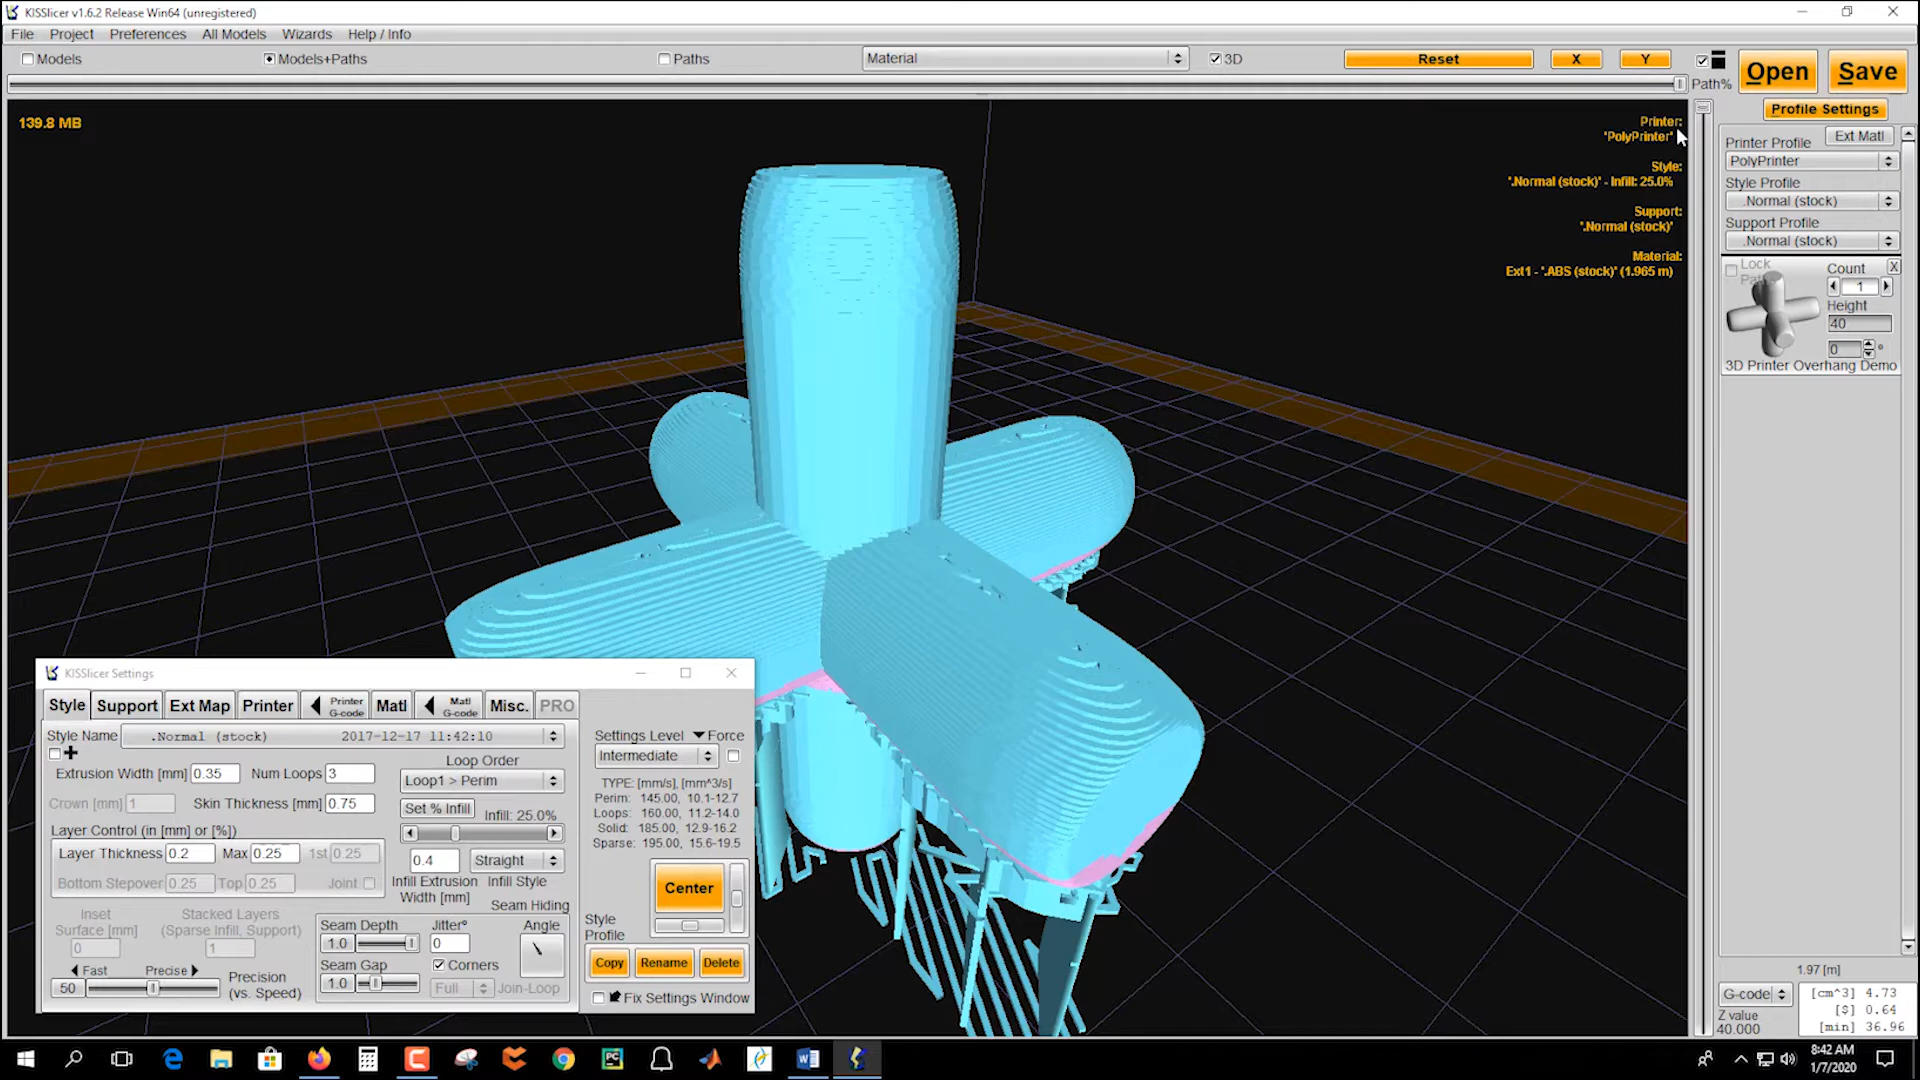 KISSlicer v1.6.2 Release Win64 (unregistered)
File Project Preferences All Models Wizards Help / Info
Models
Models+Paths
Paths
Material
3D
Reset
X
Y
Path%
Open
Save
139.8 MB
Printer:
'PolyPrinter'
Style:
'.Normal (stock)' - Infill: 25.0%
Support:
'.Normal (stock)'
Material:
Ext1 - '.ABS (stock)' (1.965 m)
Profile Settings
Printer Profile
Ext Matl
PolyPrinter
Style Profile
.Normal (stock)
Support Profile
.Normal (stock)
Lock
Count
X
1
Height
40
0 °
3D Printer Overhang Demo
KISSlicer Settings
Style Support Ext Map Printer Printer G-code Matl Matl G-code Misc. PRO
Style Name .Normal (stock) 2017-12-17 11:42:10
Extrusion Width [mm] 0.35 Num Loops 3
Loop Order
Loop1 > Perim
Crown [mm] 1 Skin Thickness [mm] 0.75
Set % Infill
Infill: 25.0%
Layer Control (in [mm] or [%])
Layer Thickness 0.2 Max 0.25 1st 0.25
Bottom Stepover 0.25 Top 0.25 Joint
0.4
Straight
Infill Extrusion
Width [mm]
Infill Style
Seam Hiding
Inset
Surface [mm]
0
Stacked Layers
(Sparse Infill, Support)
1
Seam Depth
1.0
Jitter°
0
Angle
Seam Gap
1.0
Corners
Full
Join-Loop
Fast Precise
50
Precision
(vs. Speed)
Settings Level Force
Intermediate
TYPE: [mm/s], [mm^3/s]
Perim: 145.00, 10.1-12.7
Loops: 160.00, 11.2-14.0
Solid: 185.00, 12.9-16.2
Sparse: 195.00, 15.6-19.5
Center
Style
Profile
Copy Rename Delete
Fix Settings Window
1.97 [m]
G-code
Z value
40.000
[cm^3] 4.73
[$] 0.64
[min] 36.96
PC
8:42 AM
1/7/2020